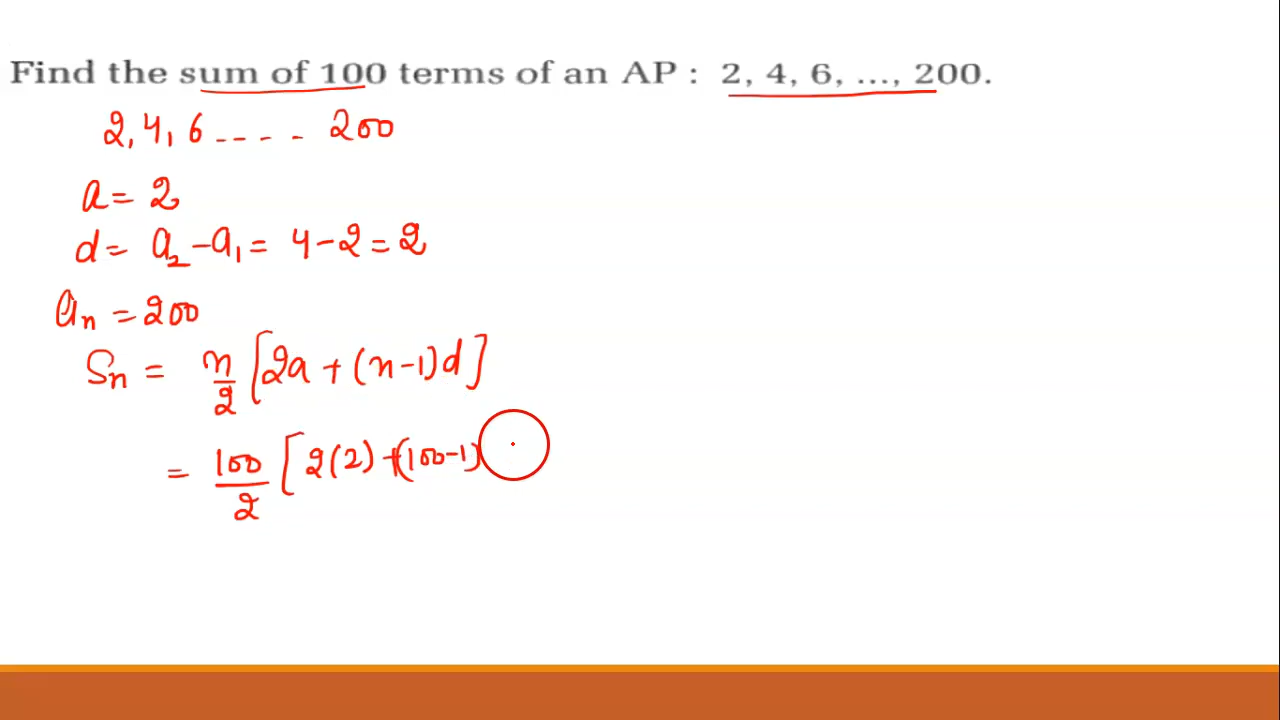 Find the sum of 100 terms of an AP : 2, 4, 6, ..., 200.
2, 4, 6 .... 200
a = 2
d = a₂ - a₁ = 4 - 2 = 2
aₙ = 200
Sₙ = n/2 [2a + (n-1)d]
= 100/2 [2(2) + (100-1)